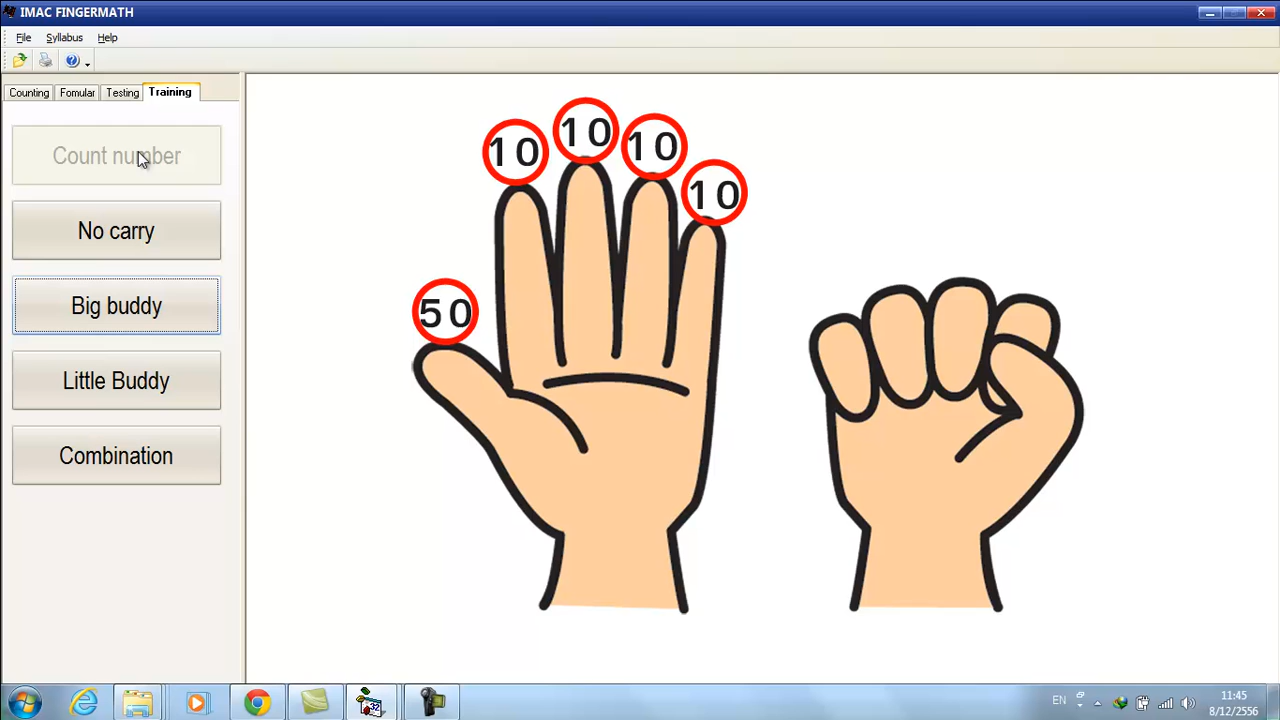 IMAC FINGERMATH
File Syllabus Help
Counting Fomular Testing Training
Count number
No carry
Big buddy
Little Buddy
Combination
10
10
10
10
50
32
EN
11:45
8/12/2556